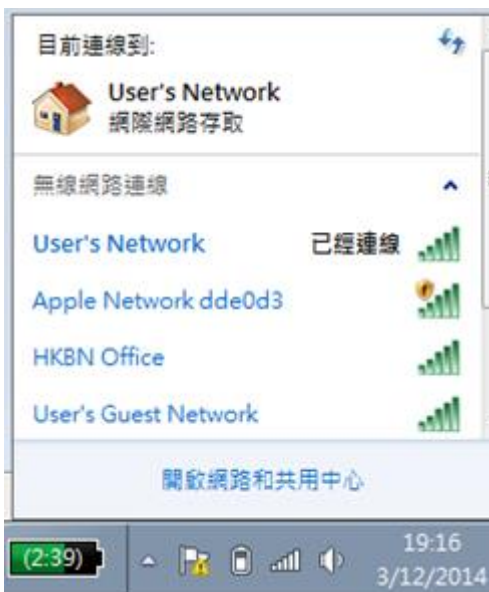 目前連線到:
User's Network
網際網路存取
無線網路連線
User's Network 已經連線
Apple Network dde0d3
HKBN Office
User's Guest Network
開啟網路和共用中心
(2:39)
19:16
3/12/2014